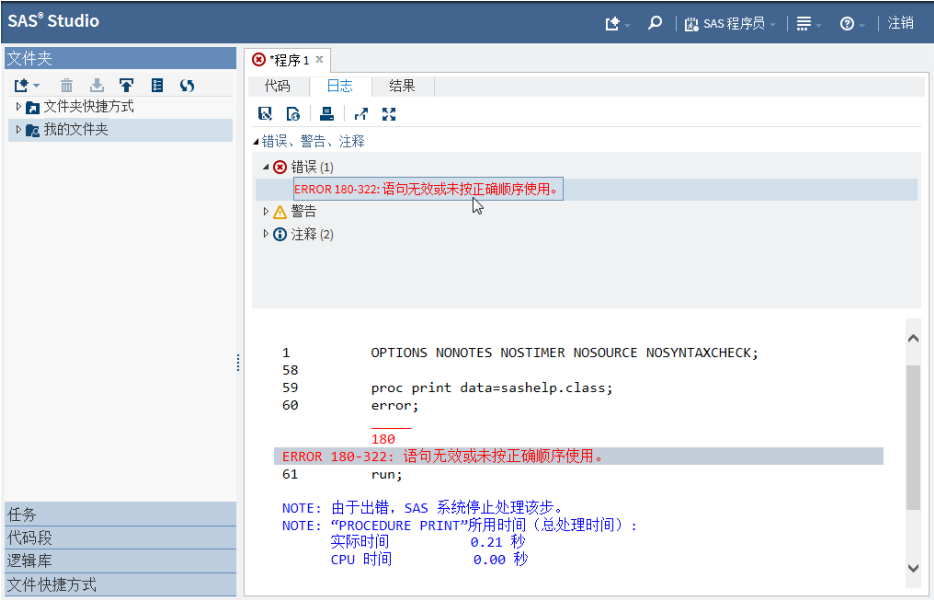 SAS® Studio
SAS 程序员
注销
文件夹
*程序 1 ×
代码 日志 结果
文件夹快捷方式
我的文件夹
错误、警告、注释
错误 (1)
ERROR 180-322: 语句无效或未按正确顺序使用。
警告
注释 (2)
1 OPTIONS NONOTES NOSTIMER NOSOURCE NOSYNTAXCHECK;
58
59 proc print data=sashelp.class;
60 error;
_____
180
ERROR 180-322: 语句无效或未按正确顺序使用。
61 run;
NOTE: 由于出错，SAS 系统停止处理该步。
NOTE: “PROCEDURE PRINT”所用时间（总处理时间）:
实际时间 0.21 秒
CPU 时间 0.00 秒
任务
代码段
逻辑库
文件快捷方式